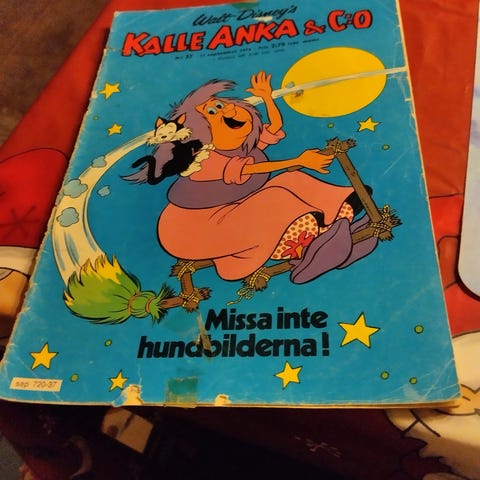 Walt Disney's
KALLE ANKA & C:O
Missa inte
hundbilderna!
sep 720-37